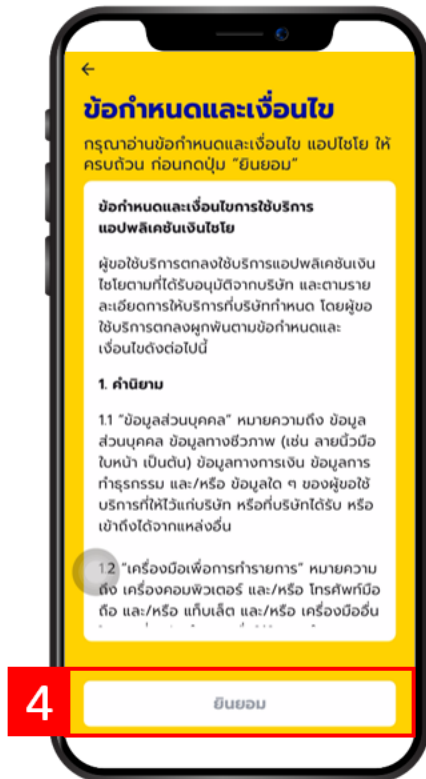 ←
ข้อกำหนดและเงื่อนไข
กรุณาอ่านข้อกำหนดและเงื่อนไข แอปไชโย ให้
ครบถ้วน ก่อนกดปุ่ม “ยินยอม”
ข้อกำหนดและเงื่อนไขการใช้บริการ
แอปพลิเคชันเงินไชโย
ผู้ขอใช้บริการตกลงใช้บริการแอปพลิเคชันเงิน
ไชโยตามที่ได้รับอนุมัติจากบริษัท และตามราย
ละเอียดการให้บริการที่บริษัทกำหนด โดยผู้ขอ
ใช้บริการตกลงผูกพันตามข้อกำหนดและ
เงื่อนไขดังต่อไปนี้
1. คำนิยาม
1.1 “ข้อมูลส่วนบุคคล” หมายความถึง ข้อมูล
ส่วนบุคคล ข้อมูลทางชีวภาพ (เช่น ลายนิ้วมือ
ใบหน้า เป็นต้น) ข้อมูลทางการเงิน ข้อมูลการ
ทำธุรกรรม และ/หรือ ข้อมูลใด ๆ ของผู้ขอใช้
บริการที่ให้ไว้แก่บริษัท หรือที่บริษัทได้รับ หรือ
เข้าถึงได้จากแหล่งอื่น
1.2 “เครื่องมือเพื่อการทำรายการ” หมายความ
ถึง เครื่องคอมพิวเตอร์ และ/หรือ โทรศัพท์มือ
ถือ และ/หรือ แท็บเล็ต และ/หรือ เครื่องมืออื่น
4
ยินยอม